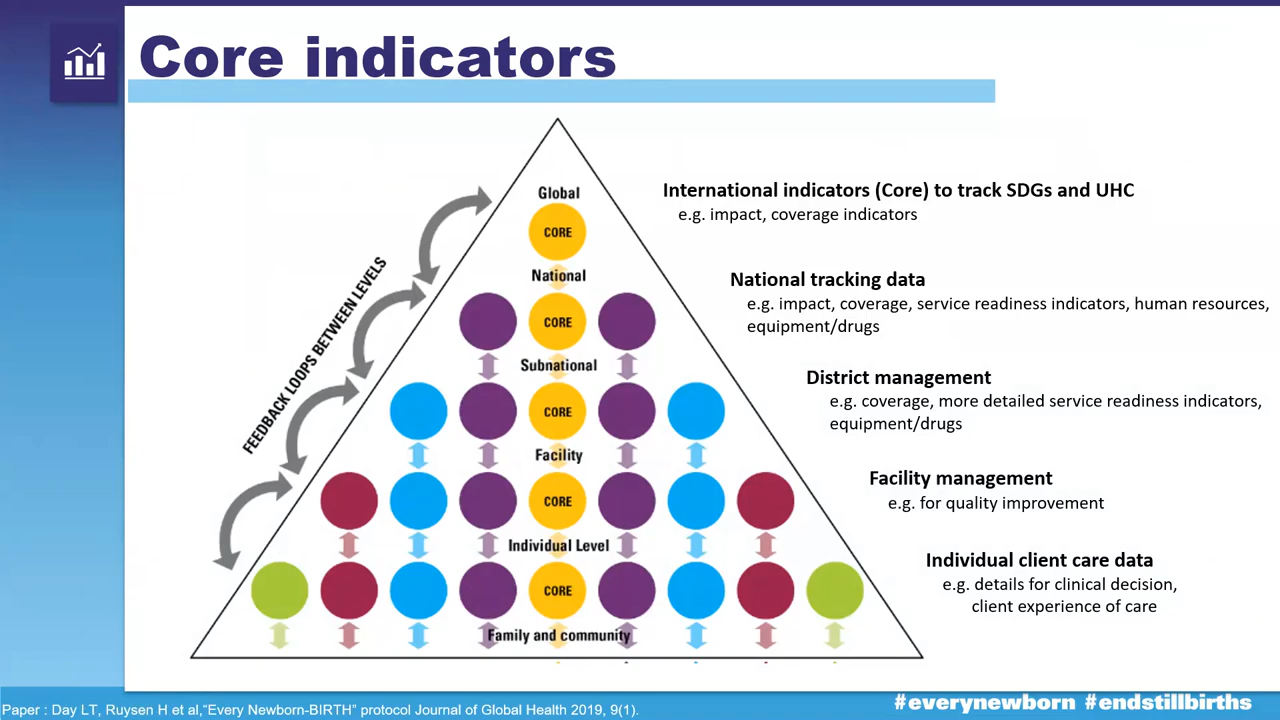 Core indicators
Global
International indicators (Core) to track SDGs and UHC
e.g. impact, coverage indicators
CORE
FEEDBACK LOOPS BETWEEN LEVELS
National
National tracking data
e.g. impact, coverage, service readiness indicators, human resources,
equipment/drugs
CORE
Subnational
District management
e.g. coverage, more detailed service readiness indicators,
equipment/drugs
CORE
Facility
Facility management
e.g. for quality improvement
CORE
Individual Level
Individual client care data
e.g. details for clinical decision,
client experience of care
CORE
Family and community
#everynewborn #endstillbirths
Paper : Day LT, Ruysen H et al,“Every Newborn-BIRTH” protocol Journal of Global Health 2019, 9(1).